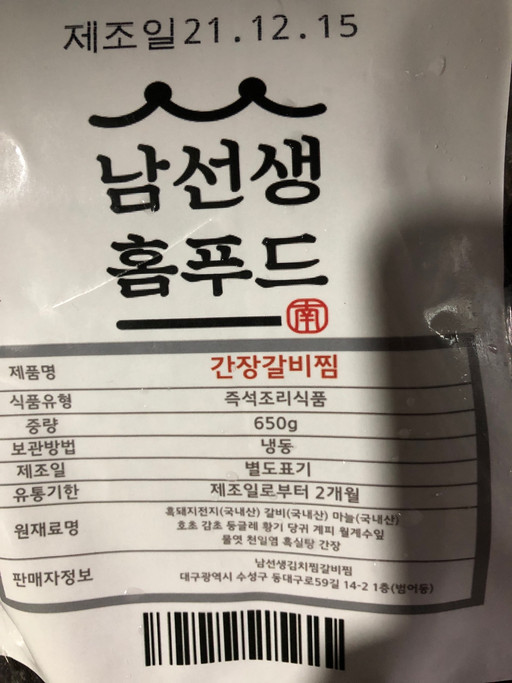 제조일21.12.15
남선생
홈푸드
南
제품명 간장갈비찜
식품유형 즉석조리식품
중량 650g
보관방법 냉동
제조일 별도표기
유통기한 제조일로부터 2개월
원재료명 흑돼지전지(국내산) 갈비(국내산) 마늘(국내산)
호초 감초 둥글레 황기 당귀 계피 월계수잎
물엿 천일염 흑실탕 간장
판매자정보 남선생김치찜갈비찜
대구광역시 수성구 동대구로59길 14-2 1층(범어동)